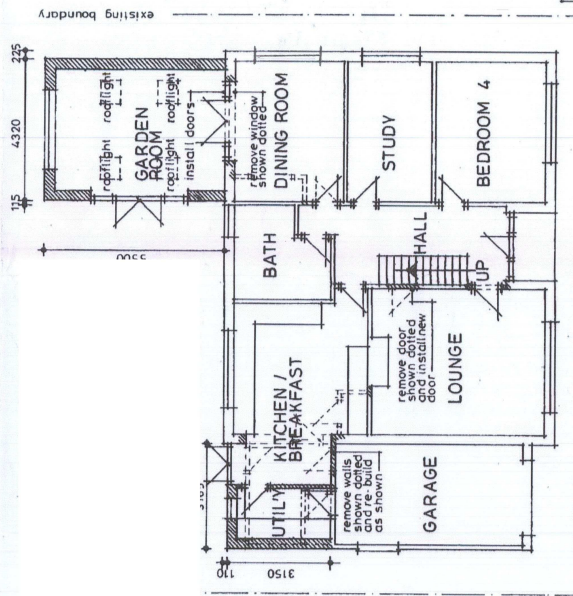 existing boundary
225
4320
115
rooflight
rooflight
GARDEN
ROOM
rooflight
rooflight
install doors
remove window
shown dotted
DINING ROOM
STUDY
BEDROOM 4
BATH
HALL
UP
KITCHEN /
BREAKFAST
remove door
shown dotted
and install new
door
LOUNGE
UTILITY
remove walls
shown dotted
and re-build
as shown
GARAGE
110
3150